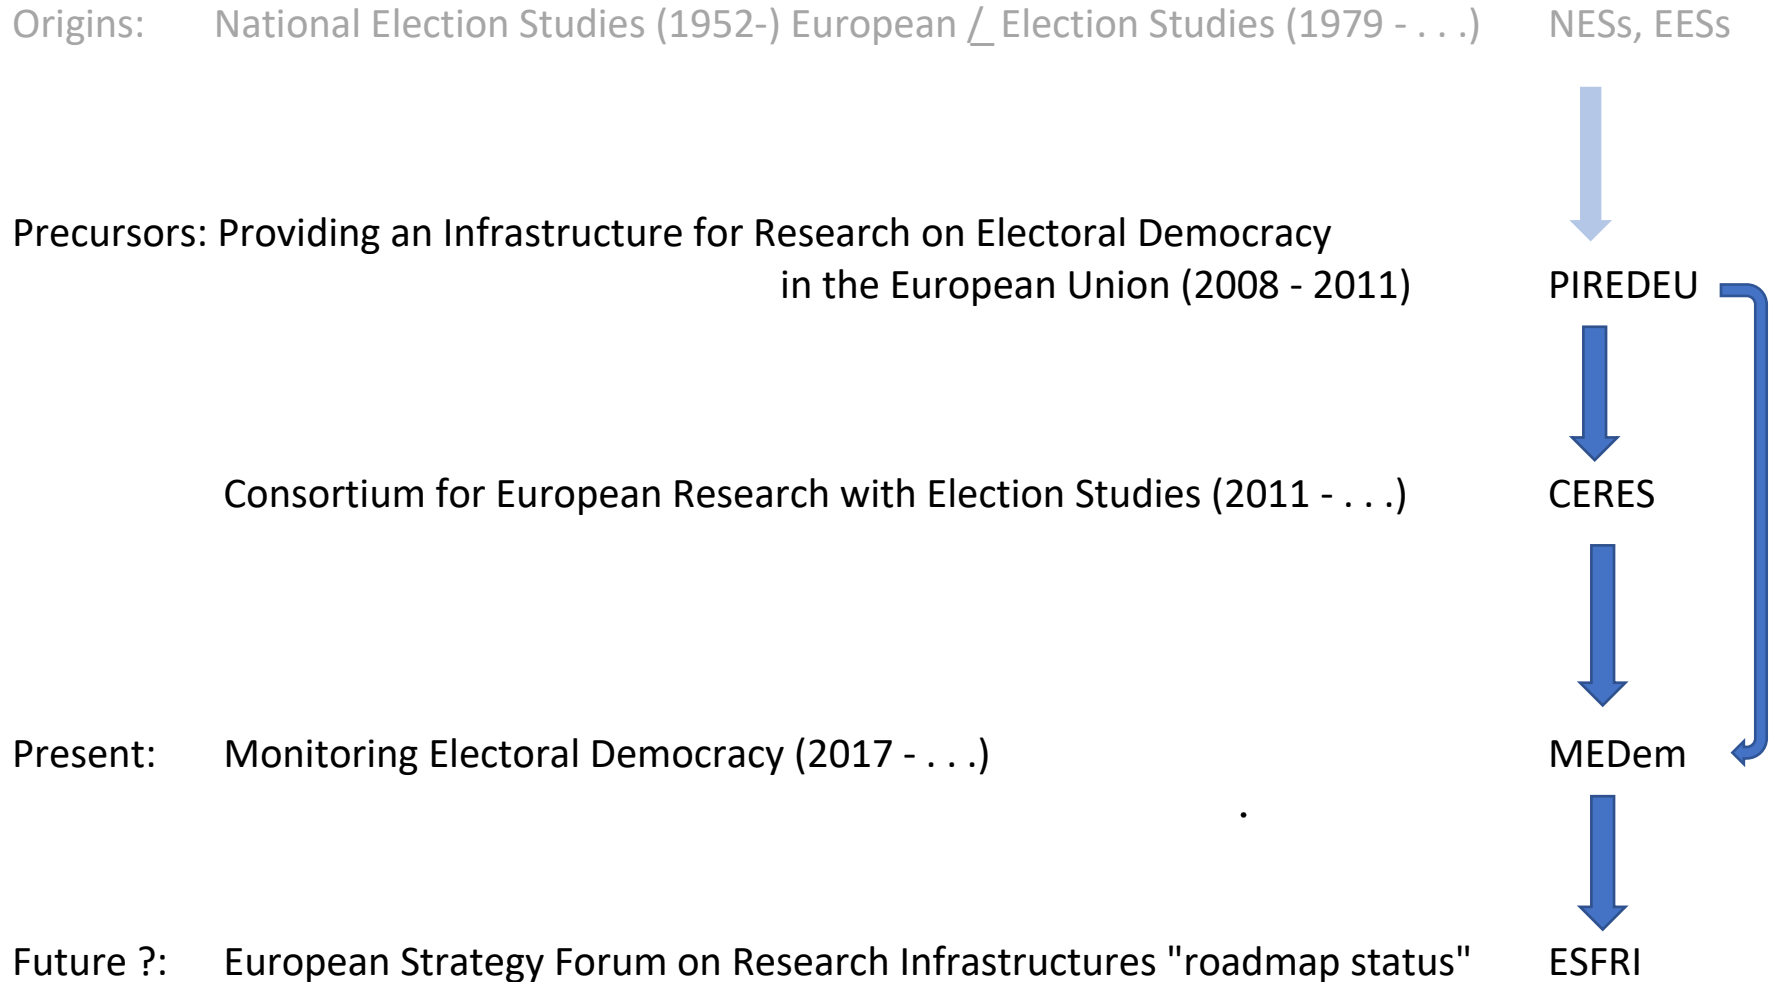 Origins: National Election Studies (1952-) European /_ Election Studies (1979 - . . .) NESs, EESs
Precursors: Providing an Infrastructure for Research on Electoral Democracy
in the European Union (2008 - 2011) PIREDEU
Consortium for European Research with Election Studies (2011 - . . .) CERES
Present: Monitoring Electoral Democracy (2017 - . . .) MEDem
.
Future ?: European Strategy Forum on Research Infrastructures "roadmap status" ESFRI